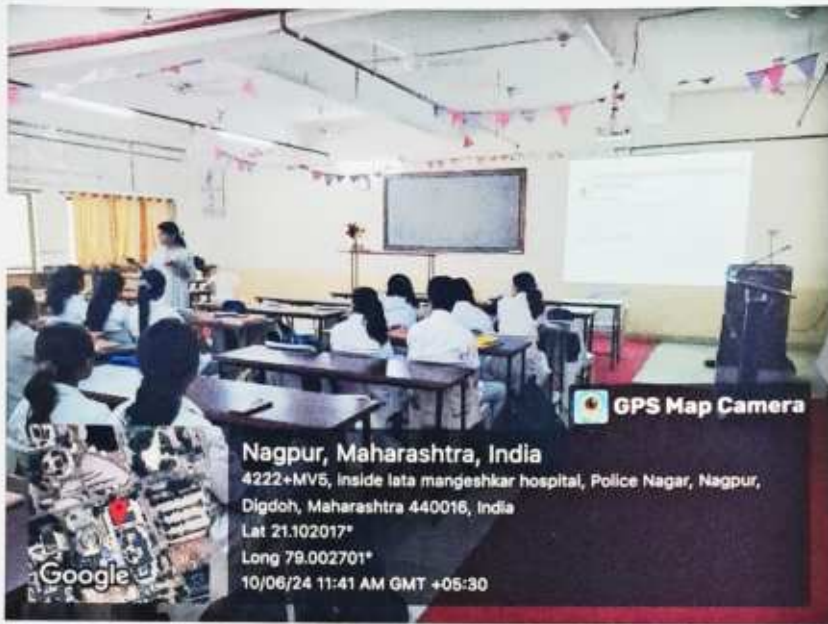 GPS Map Camera
Nagpur, Maharashtra, India
4222+MV5, inside lata mangeshkar hospital, Police Nagar, Nagpur,
Digdoh, Maharashtra 440016, India
Lat 21.102017°
Long 79.002701°
10/06/24 11:41 AM GMT +05:30
Google